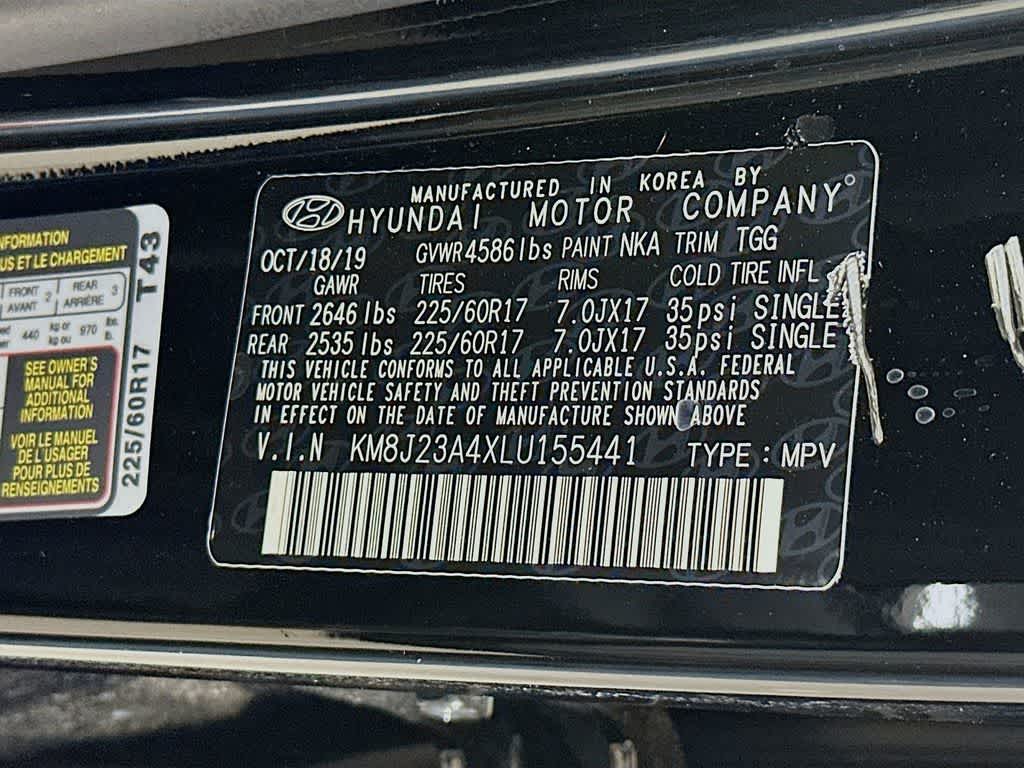 MANUFACTURED IN KOREA BY
HYUNDAI MOTOR COMPANY
OCT/18/19 GVWR 4586 lbs PAINT NKA TRIM TGG
GAWR TIRES RIMS COLD TIRE INFL.
FRONT 2646 lbs 225/60R17 7.0JX17 35psi SINGLE
REAR 2535 lbs 225/60R17 7.0JX17 35psi SINGLE
THIS VEHICLE CONFORMS TO ALL APPLICABLE U.S.A. FEDERAL
MOTOR VEHICLE SAFETY AND THEFT PREVENTION STANDARDS
IN EFFECT ON THE DATE OF MANUFACTURE SHOWN ABOVE
V.I.N KM8J23A4XLU155441 TYPE : MPV
INFORMATION
US ET LE CHARGEMENT
FRONT 2 REAR 3
AVANT ARRIÈRE
440 kg or 970 lbs.
kg ou lb.
SEE OWNER'S
MANUAL FOR
ADDITIONAL
INFORMATION
VOIR LE MANUEL
DE L'USAGER
POUR PLUS DE
RENSEIGNEMENTS
225/60R17 T43